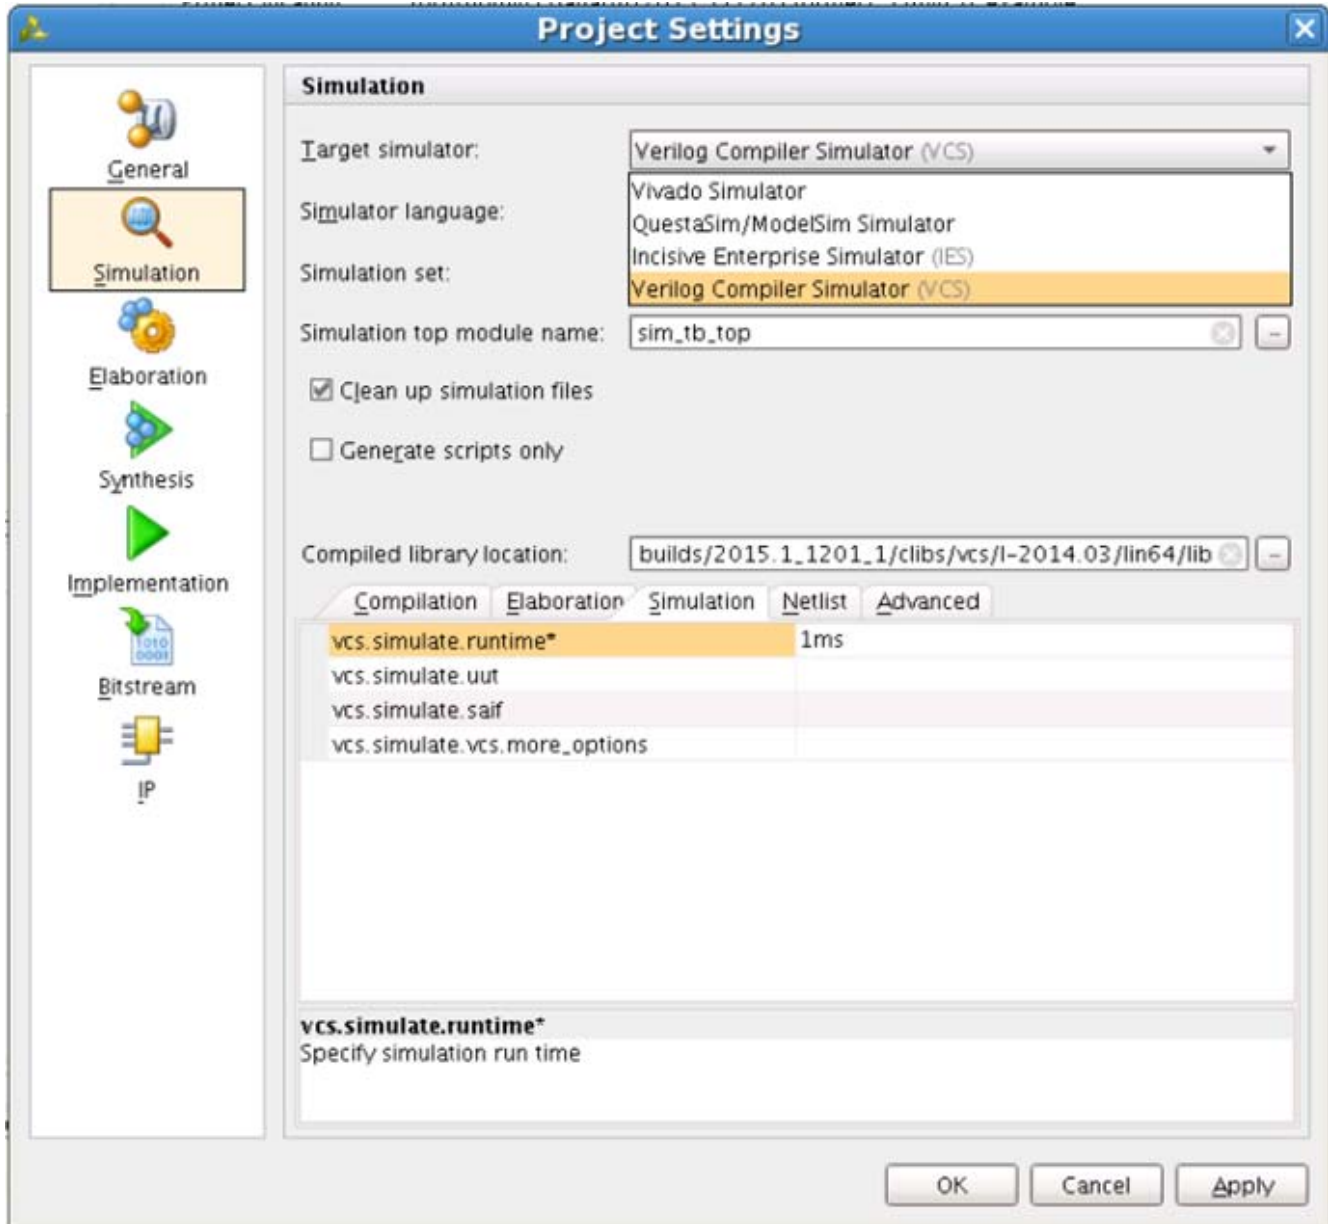 Project Settings
General
Simulation
Elaboration
Synthesis
Implementation
Bitstream
IP
Simulation
Target simulator:
Verilog Compiler Simulator (VCS)
Vivado Simulator
Simulator language:
QuestaSim/ModelSim Simulator
Incisive Enterprise Simulator (IES)
Simulation set:
Verilog Compiler Simulator (VCS)
Simulation top module name:
sim_tb_top
Clean up simulation files
Generate scripts only
Compiled library location:
builds/2015.1_1201_1/clibs/vcs/I-2014.03/lin64/lib
Compilation Elaboration Simulation Netlist Advanced
vcs.simulate.runtime* 1ms
vcs.simulate.uut
vcs.simulate.saif
vcs.simulate.vcs.more_options
vcs.simulate.runtime*
Specify simulation run time
OK Cancel Apply